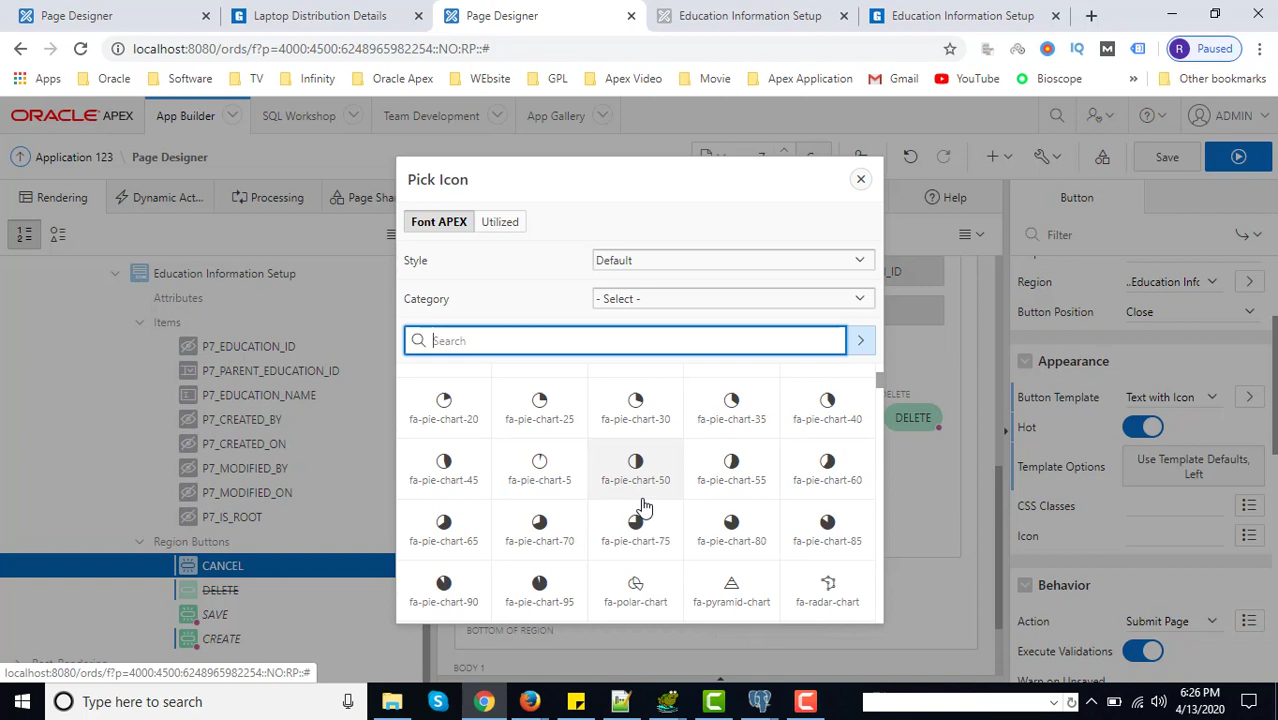 Page Designer
Laptop Distribution Details
Page Designer
Education Information Setup
Education Information Setup
localhost:8080/ords/f?p=4000:4500:6248965982254::NO:RP::#
IQ
M
R
Paused
Apps
Oracle
Software
TV
Infinity
Oracle Apex
WEbsite
GPL
Apex Video
Movie
Apex Application
Gmail
YouTube
Bioscope
Other bookmarks
ORACLE APEX
App Builder
SQL Workshop
Team Development
App Gallery
ADMIN
Application 123
Page Designer
Save
Rendering
Dynamic Act...
Processing
Page Sha
Help
Button
Filter
Education Information Setup
Attributes
Items
P7_EDUCATION_ID
P7_PARENT_EDUCATION_ID
P7_EDUCATION_NAME
P7_CREATED_BY
P7_CREATED_ON
P7_MODIFIED_BY
P7_MODIFIED_ON
P7_IS_ROOT
Region Buttons
CANCEL
DELETE
SAVE
CREATE
Pick Icon
Font APEX
Utilized
Style
Default
Category
- Select -
Search
fa-pie-chart-20
fa-pie-chart-25
fa-pie-chart-30
fa-pie-chart-35
fa-pie-chart-40
fa-pie-chart-45
fa-pie-chart-5
fa-pie-chart-50
fa-pie-chart-55
fa-pie-chart-60
fa-pie-chart-65
fa-pie-chart-70
fa-pie-chart-75
fa-pie-chart-80
fa-pie-chart-85
fa-pie-chart-90
fa-pie-chart-95
fa-polar-chart
fa-pyramid-chart
fa-radar-chart
_ID
DELETE
DELETE
BOTTOM OF REGION
BODY 1
Region
..Education Infc
Button Position
Close
Appearance
Button Template
Text with Icon
Hot
Template Options
Use Template Defaults,
Left
CSS Classes
Icon
Behavior
Action
Submit Page
Execute Validations
localhost:8080/ords/f?p=4000:4500:6248965982254::NO:RP::#
Type here to search
6:26 PM
4/13/2020